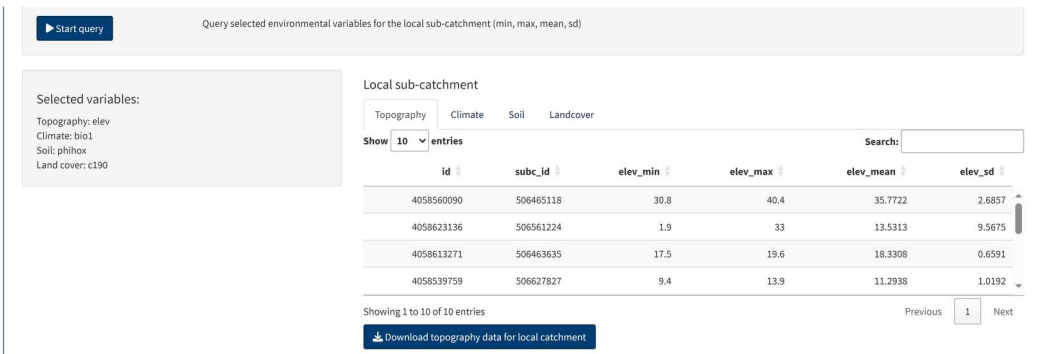 Start query
Query selected environmental variables for the local sub-catchment (min, max, mean, sd)
Selected variables:
Topography: elev
Climate: bio1
Soil: phihox
Land cover: c190
Local sub-catchment
Topography Climate Soil Landcover
Show 10 entries Search:
id subc_id elev_min elev_max elev_mean elev_sd
4058560090 506465118 30.8 40.4 35.7722 2.6857
4058623136 506561224 1.9 33 13.5313 9.5675
4058613271 506463635 17.5 19.6 18.3308 0.6591
4058539759 506627827 9.4 13.9 11.2938 1.0192
Showing 1 to 10 of 10 entries Previous 1 Next
Download topography data for local catchment